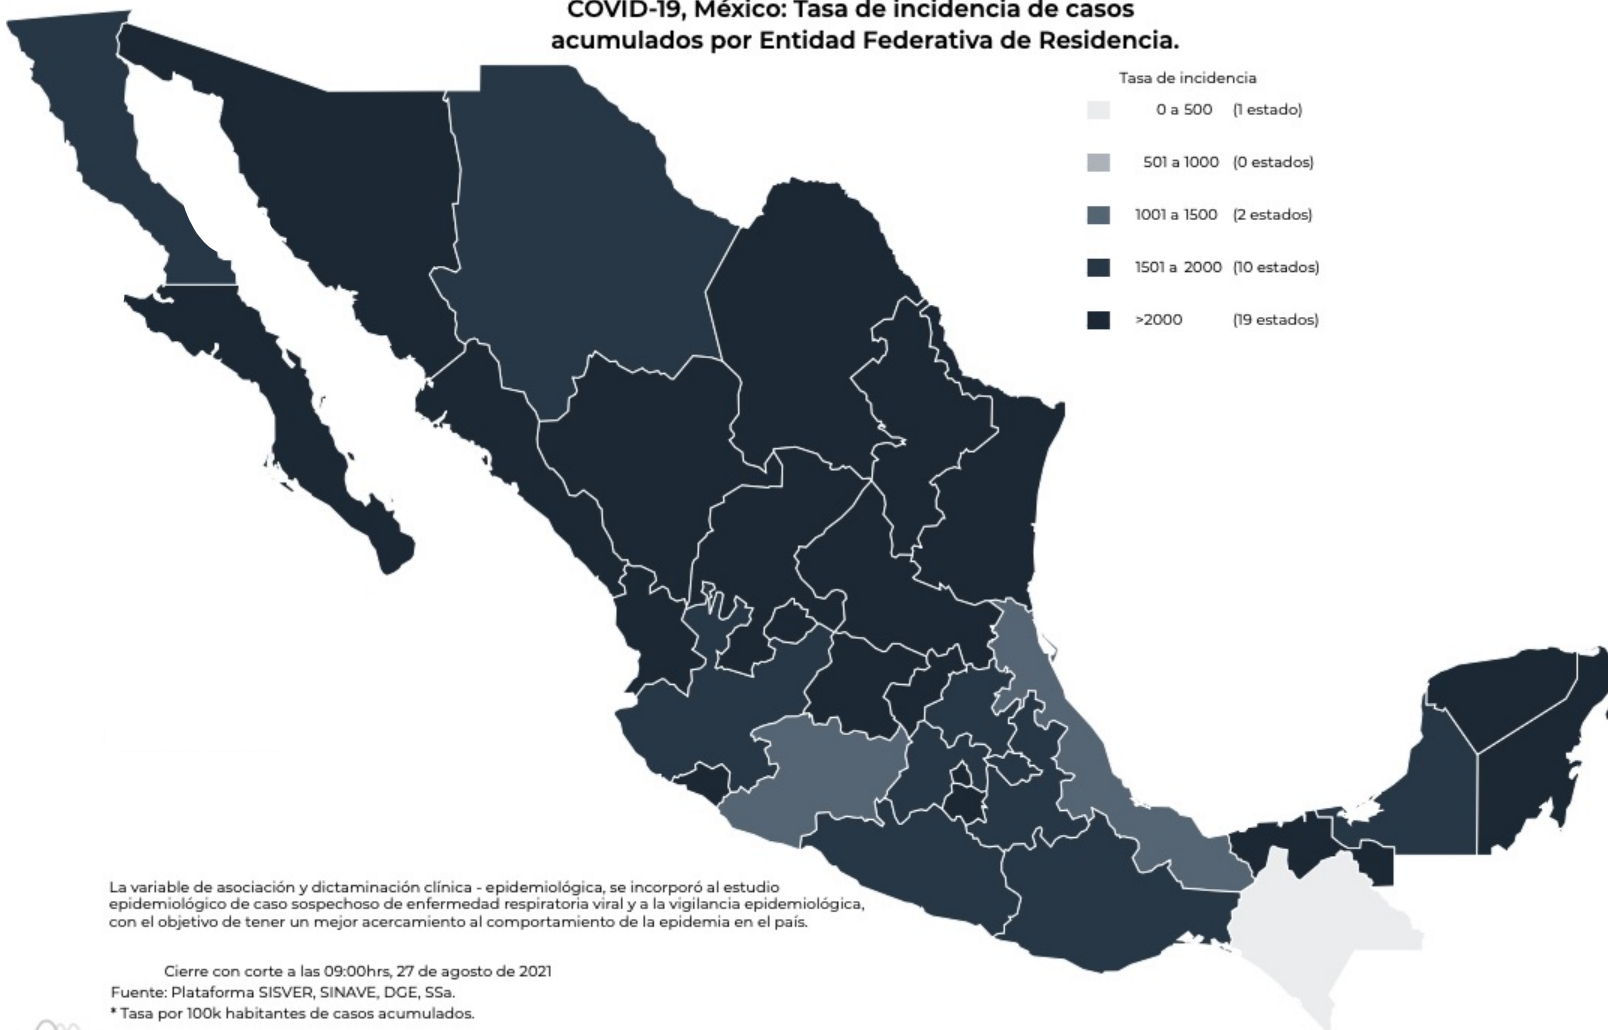 COVID-19, México: Tasa de incidencia de casos
acumulados por Entidad Federativa de Residencia.
Tasa de incidencia
0 a 500 (1 estado)
501 a 1000 (0 estados)
1001 a 1500 (2 estados)
1501 a 2000 (10 estados)
>2000 (19 estados)
La variable de asociación y dictaminación clínica - epidemiológica, se incorporó al estudio
epidemiológico de caso sospechoso de enfermedad respiratoria viral y a la vigilancia epidemiológica,
con el objetivo de tener un mejor acercamiento al comportamiento de la epidemia en el país.
Cierre con corte a las 09:00hrs, 27 de agosto de 2021
Fuente: Plataforma SISVER, SINAVE, DGE, SSa.
* Tasa por 100k habitantes de casos acumulados.